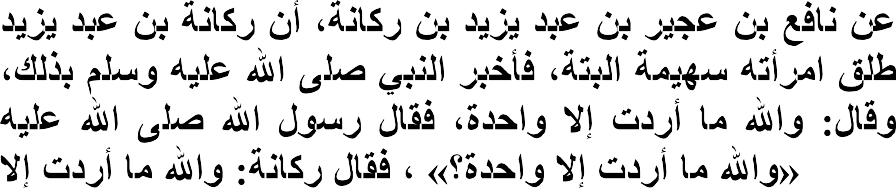 عن نافع بن عجير بن عبد يزيد بن ركانة، أن ركانة بن عبد يزيد
طلق امرأته سهيمة البتة، فأخبر النبي صلى الله عليه وسلم بذلك،
وقال: والله ما أردت إلا واحدة، فقال رسول الله صلى الله عليه
«والله ما أردت إلا واحدة؟» ، فقال ركانة: والله ما أردت إلا